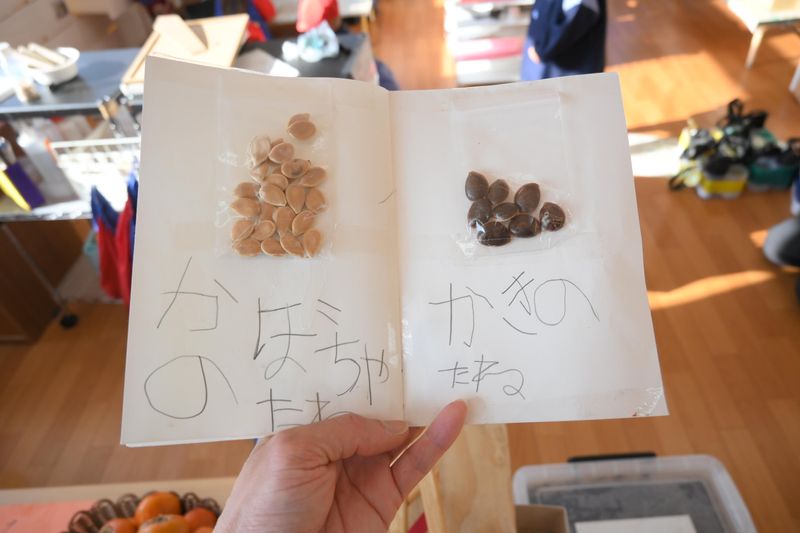 かぼちゃ
のたね
かきの
たね